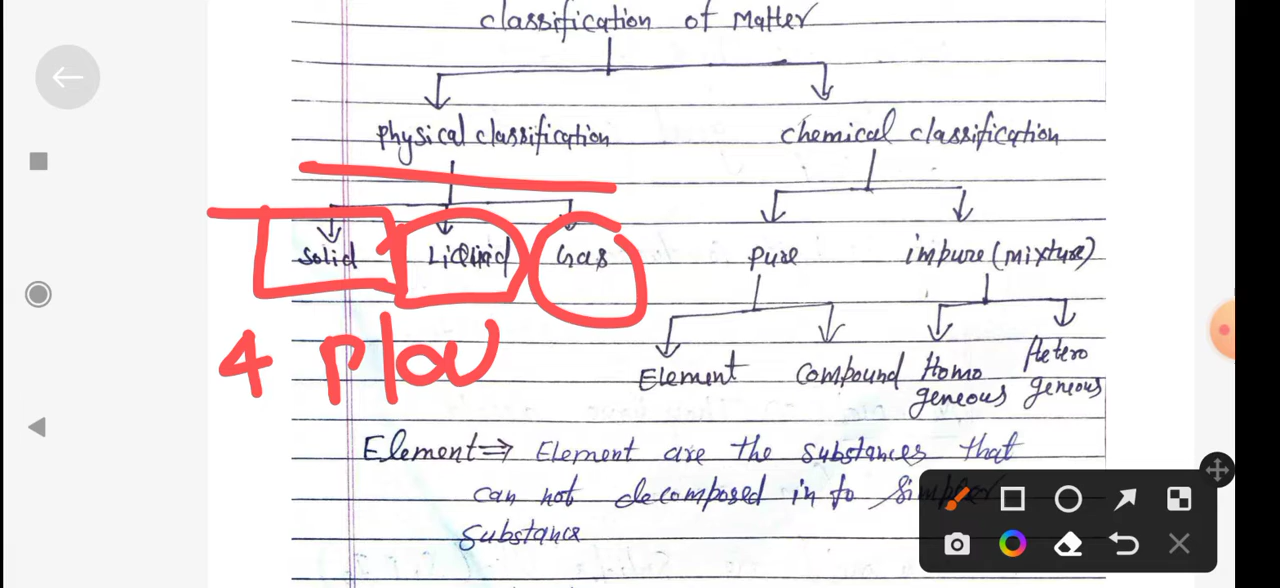 classification of Matter
physical classification chemical classification
Solid Liquid Gas pure impure (mixture)
4 Plav
Element Compound Homo geneous Hetero geneous
Element ⇒ Element are the substances that
can not decomposed in to simpler
substance